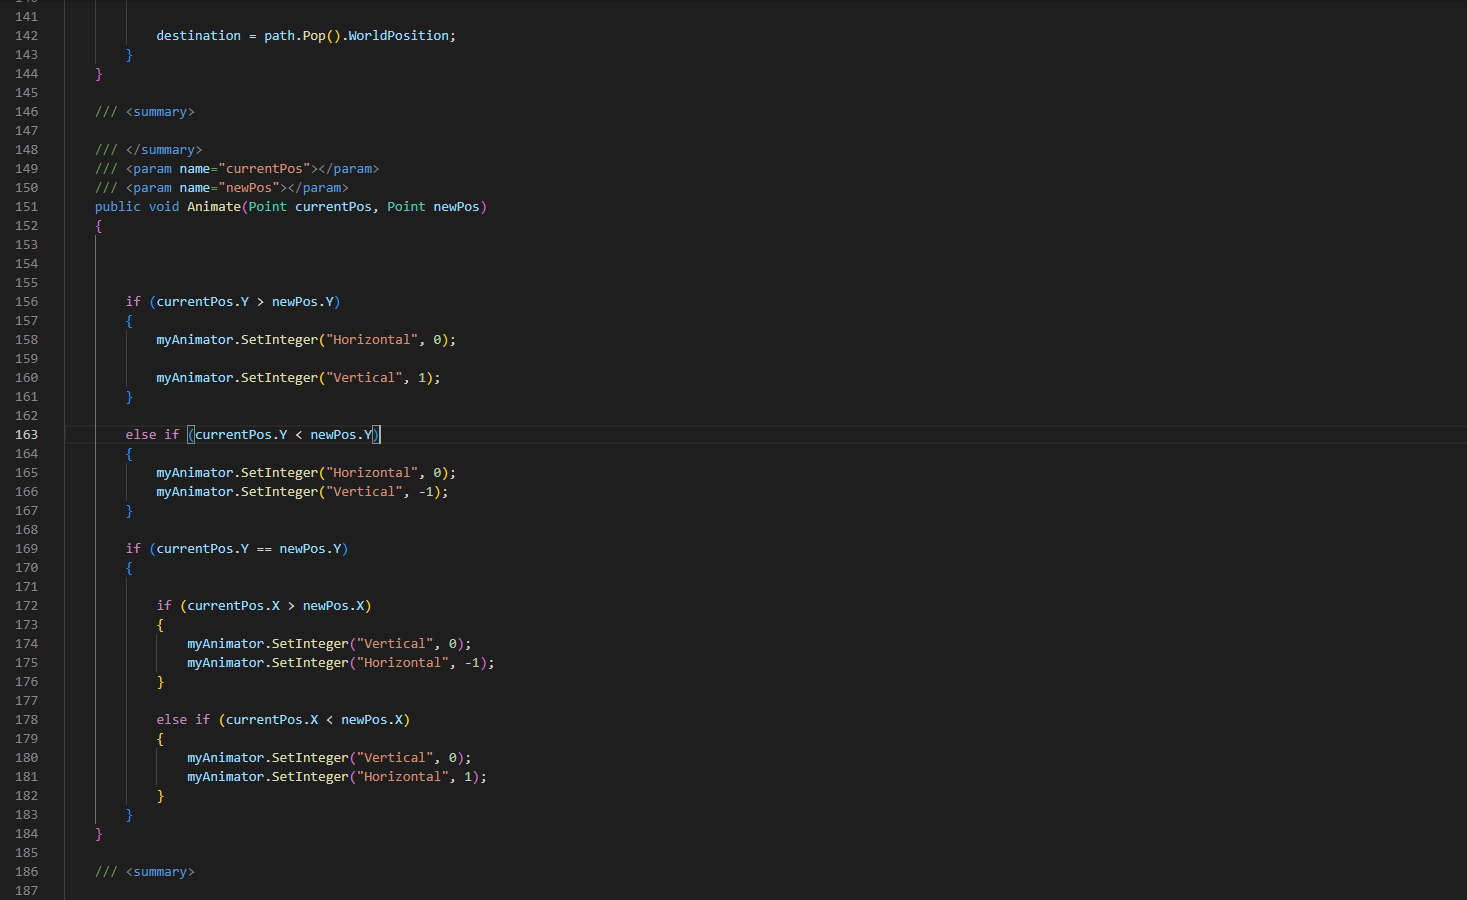 141
142 destination = path.Pop().WorldPosition;
143 }
144 }
145
146 /// <summary>
147
148 /// </summary>
149 /// <param name="currentPos"></param>
150 /// <param name="newPos"></param>
151 public void Animate(Point currentPos, Point newPos)
152 {
153
154
155
156 if (currentPos.Y > newPos.Y)
157 {
158 myAnimator.SetInteger("Horizontal", 0);
159
160 myAnimator.SetInteger("Vertical", 1);
161 }
162
163 else if (currentPos.Y < newPos.Y)
164 {
165 myAnimator.SetInteger("Horizontal", 0);
166 myAnimator.SetInteger("Vertical", -1);
167 }
168
169 if (currentPos.Y == newPos.Y)
170 {
171
172 if (currentPos.X > newPos.X)
173 {
174 myAnimator.SetInteger("Vertical", 0);
175 myAnimator.SetInteger("Horizontal", -1);
176 }
177
178 else if (currentPos.X < newPos.X)
179 {
180 myAnimator.SetInteger("Vertical", 0);
181 myAnimator.SetInteger("Horizontal", 1);
182 }
183 }
184 }
185
186 /// <summary>
187